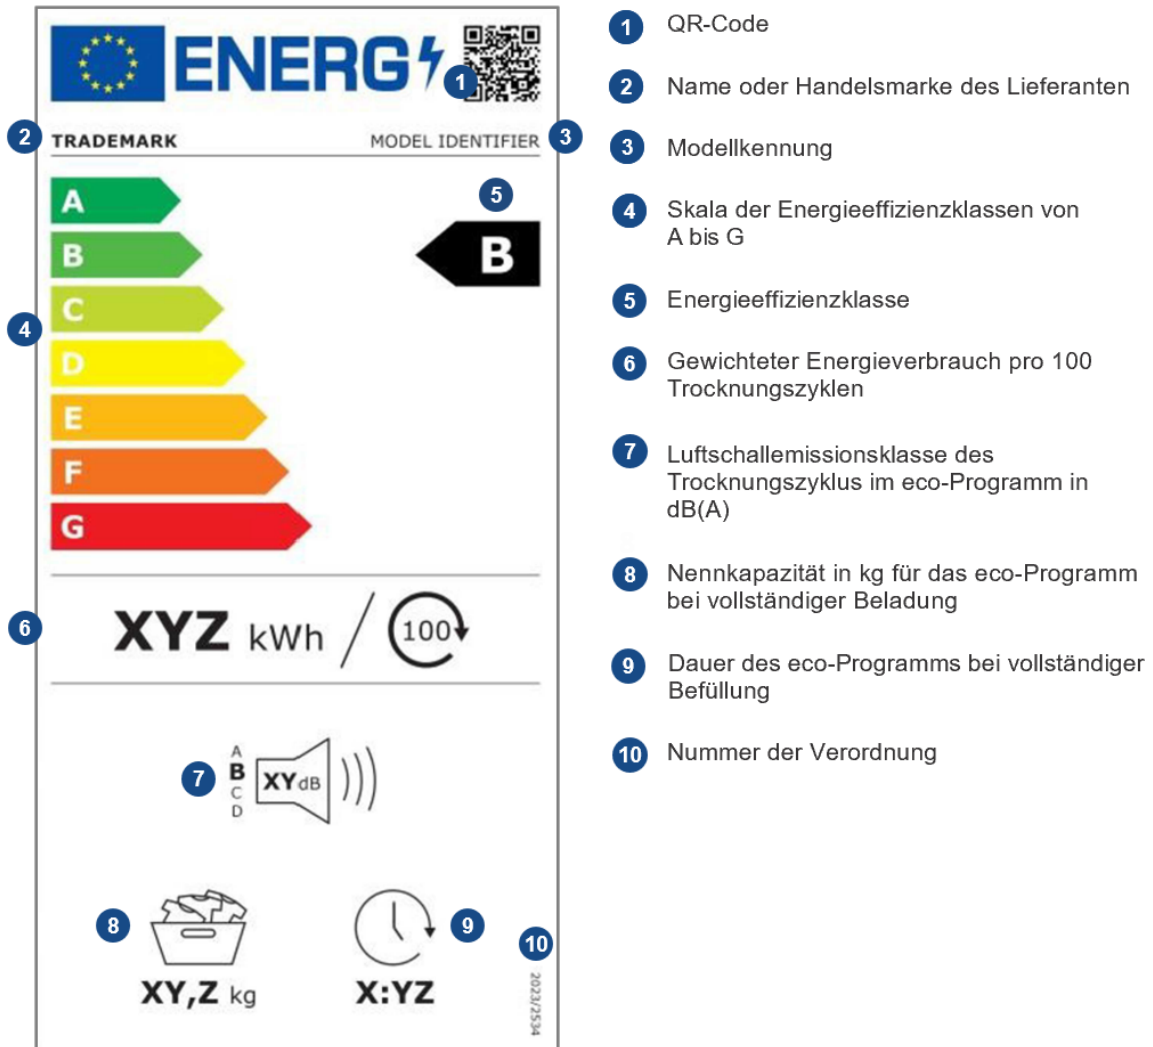 ENERG
1
2 TRADEMARK MODEL IDENTIFIER 3
A
B
C
D
E
F
G
4
5
B
6 XYZ kWh / 100
7
A
B
C
D
XY dB
8
XY,Z kg
9
X:YZ
10
2023/2534
1 QR-Code
2 Name oder Handelsmarke des Lieferanten
3 Modellkennung
4 Skala der Energieeffizienzklassen von
A bis G
5 Energieeffizienzklasse
6 Gewichteter Energieverbrauch pro 100
Trocknungszyklen
7 Luftschallemissionsklasse des
Trocknungszyklus im eco-Programm in
dB(A)
8 Nennkapazität in kg für das eco-Programm
bei vollständiger Beladung
9 Dauer des eco-Programms bei vollständiger
Befüllung
10 Nummer der Verordnung